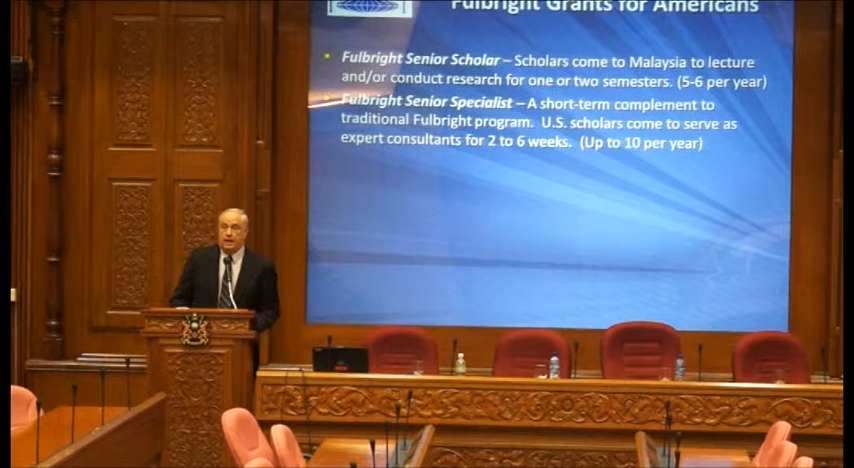 Fulbright Grants for Americans
Fulbright Senior Scholar – Scholars come to Malaysia to lecture
and/or conduct research for one or two semesters. (5-6 per year)
Fulbright Senior Specialist – A short-term complement to
traditional Fulbright program. U.S. scholars come to serve as
expert consultants for 2 to 6 weeks. (Up to 10 per year)